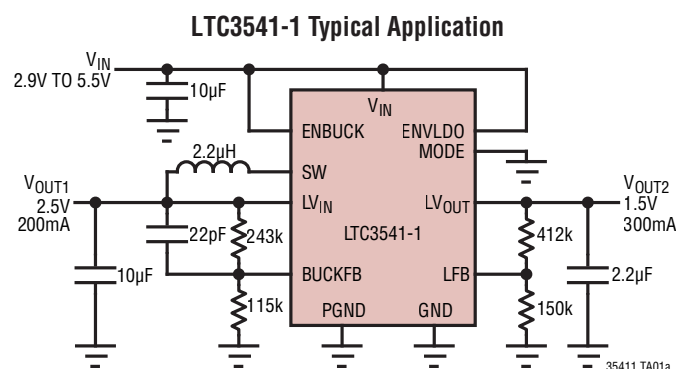 LTC3541-1 Typical Application
VIN
2.9V TO 5.5V
10µF
VIN
ENBUCK
ENVLDO
MODE
2.2µH
SW
VOUT1
2.5V
200mA
LVIN
LVOUT
VOUT2
1.5V
300mA
22pF
243k
LTC3541-1
412k
10µF
BUCKFB
LFB
2.2µF
115k
150k
PGND
GND
35411 TA01a